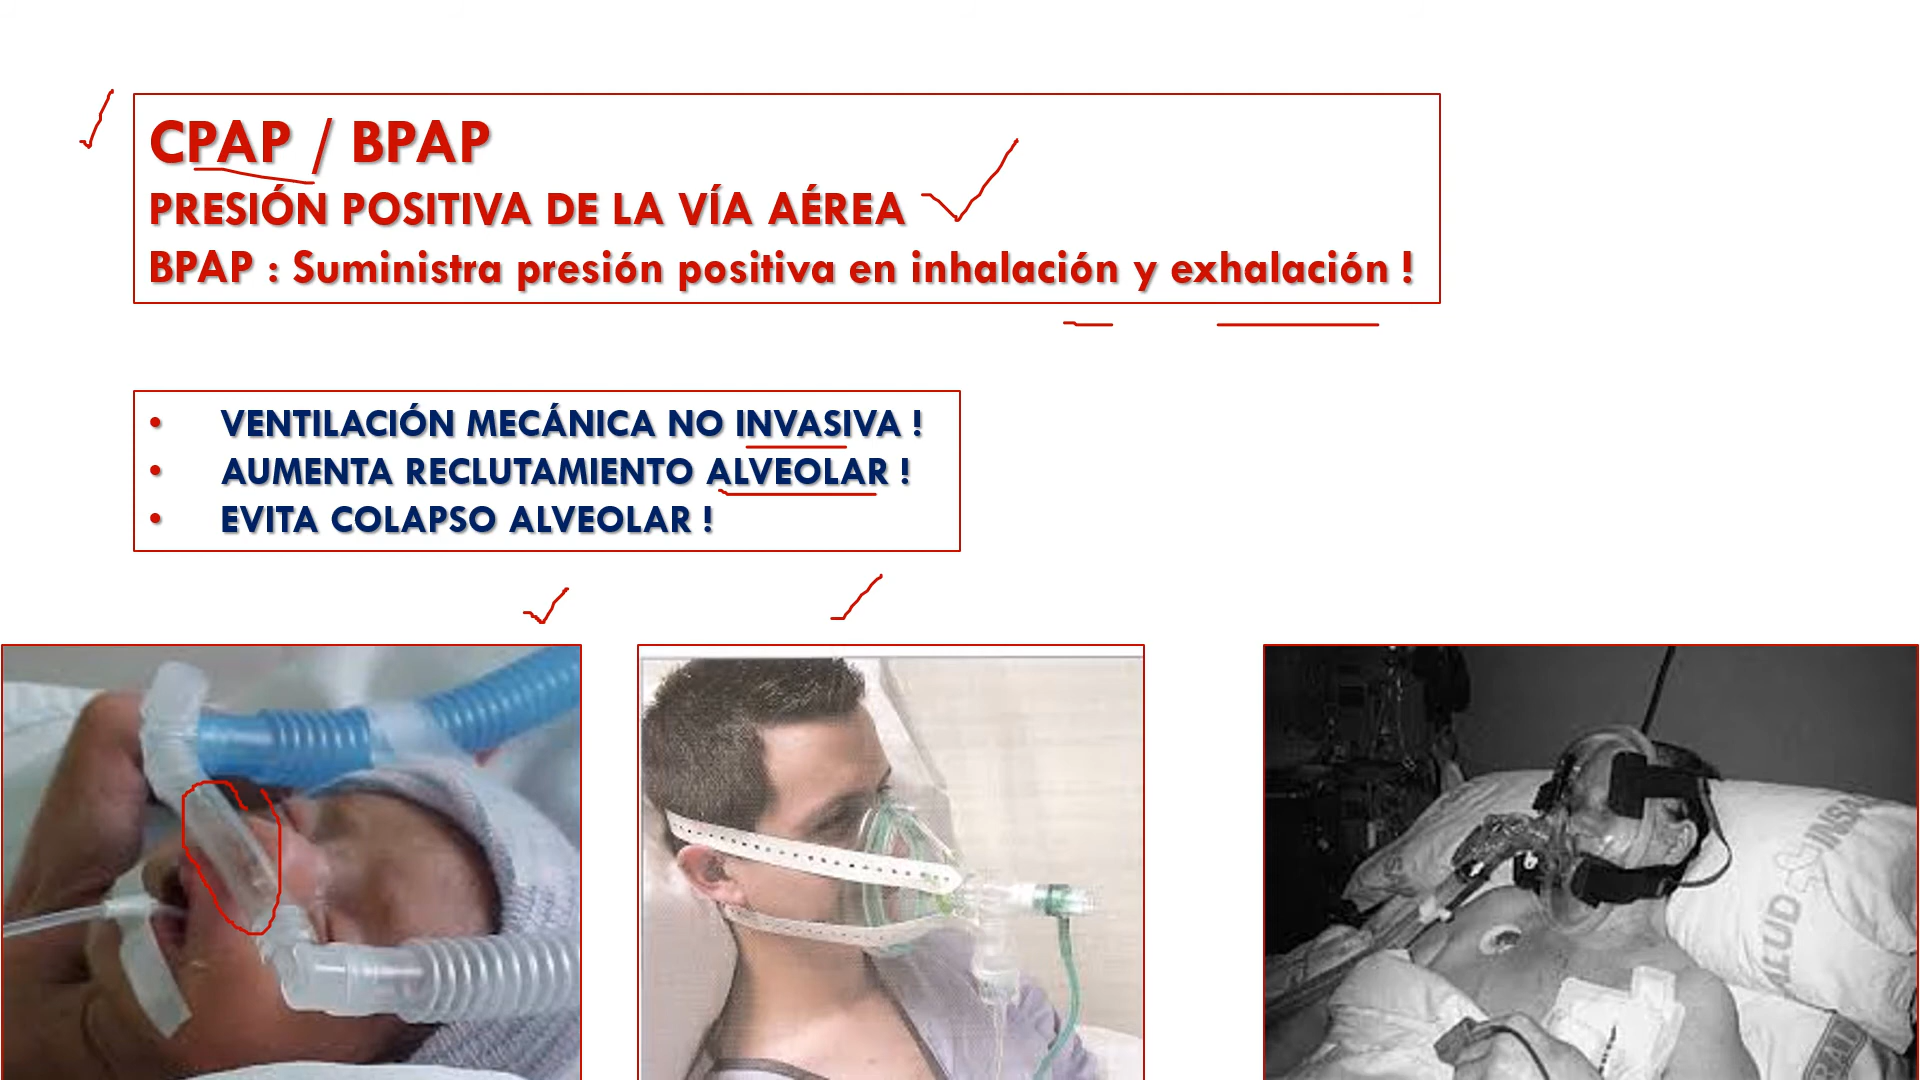 CPAP / BPAP
PRESIÓN POSITIVA DE LA VÍA AÉREA
BPAP : Suministra presión positiva en inhalación y exhalación !
• VENTILACIÓN MECÁNICA NO INVASIVA !
• AUMENTA RECLUTAMIENTO ALVEOLAR !
• EVITA COLAPSO ALVEOLAR !